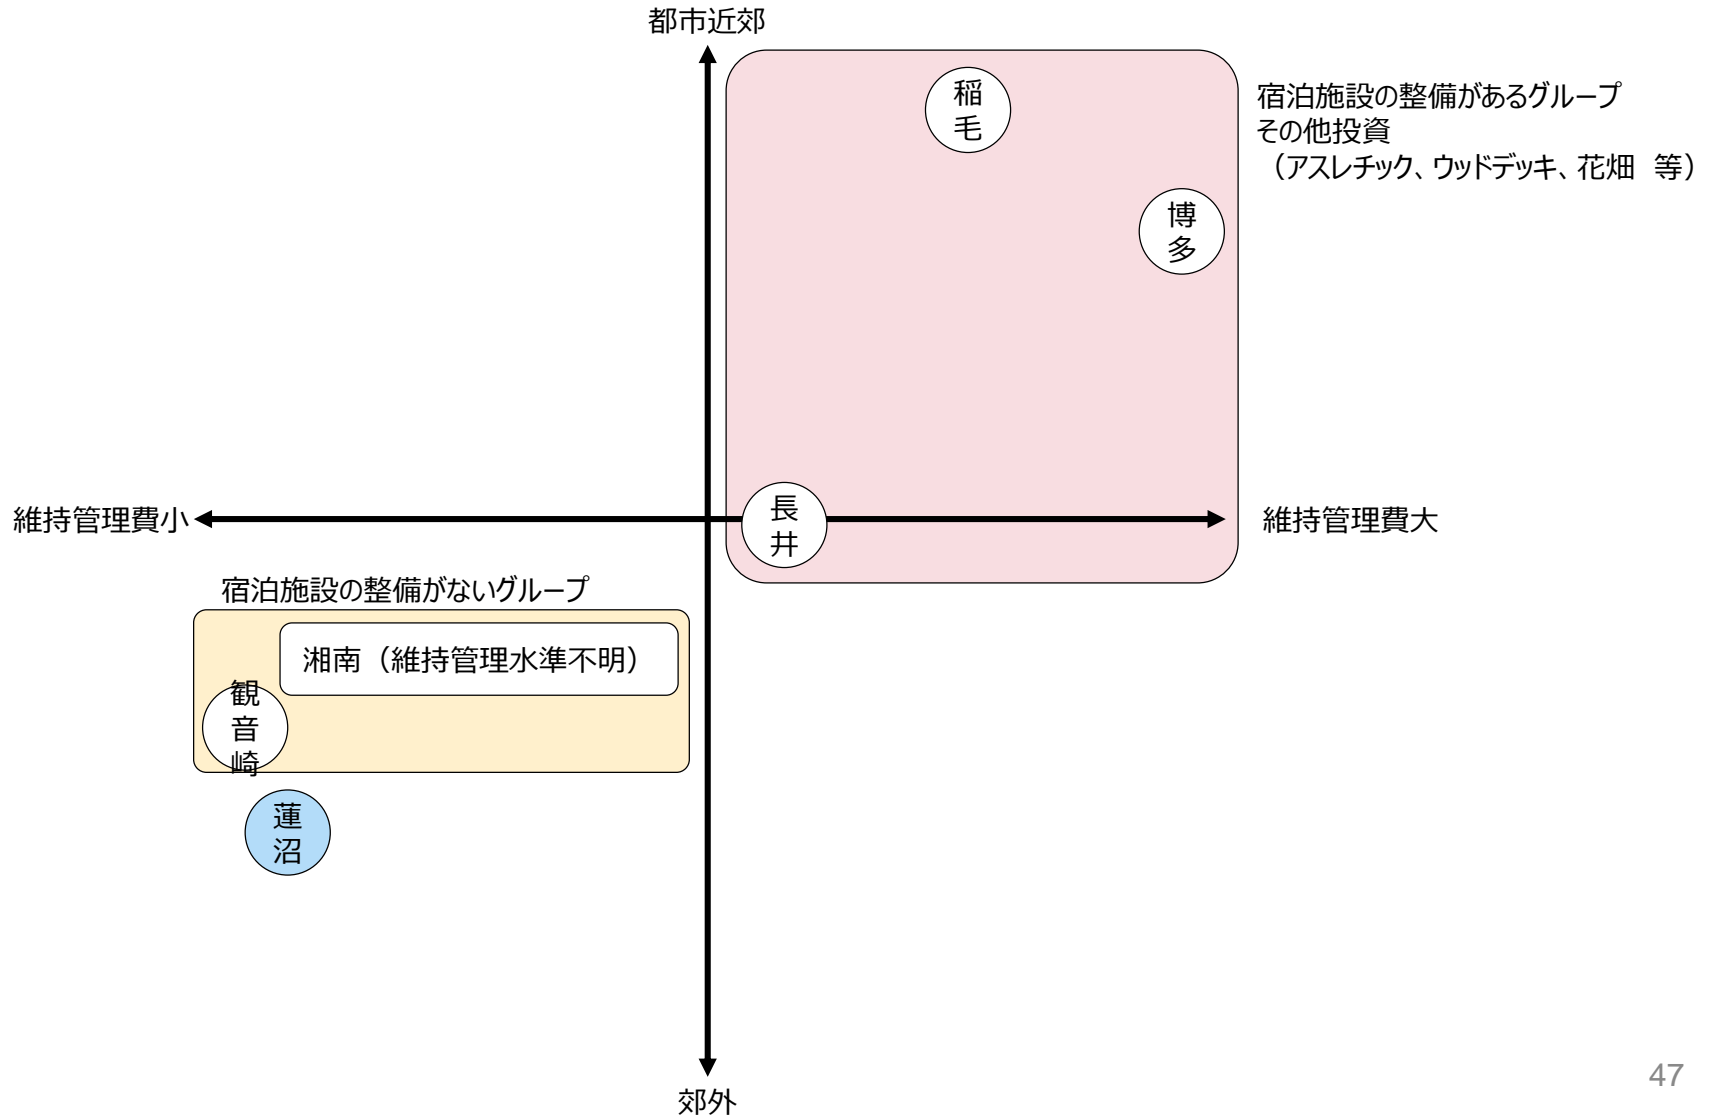 都市近郊
稲
毛
宿泊施設の整備があるグループ
その他投資
（アスレチック、ウッドデッキ、花畑　等）
博
多
維持管理費小
長
井
維持管理費大
宿泊施設の整備がないグループ
湘南（維持管理水準不明）
観
音
崎
蓮
沼
郊外
47